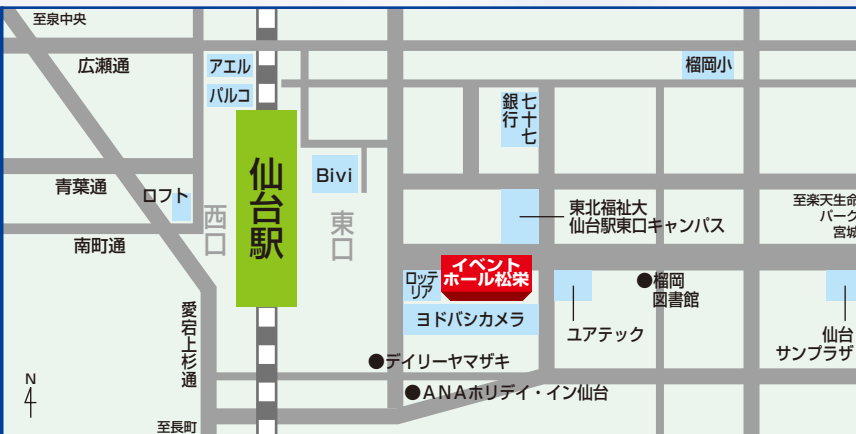 至泉中央
広瀬通
アエル
パルコ
榴岡小
七十七
銀行
青葉通
ロフト
仙台駅
西口
東口
Bivi
東北福祉大
仙台駅東口キャンパス
至楽天生命
パーク
宮城
南町通
ロッテ
リア
イベント
ホール松栄
榴岡
図書館
ヨドバシカメラ
ユアテック
仙台
サンプラザ
愛宕上杉通
デイリーヤマザキ
ANAホリデイ・イン仙台
N
至長町